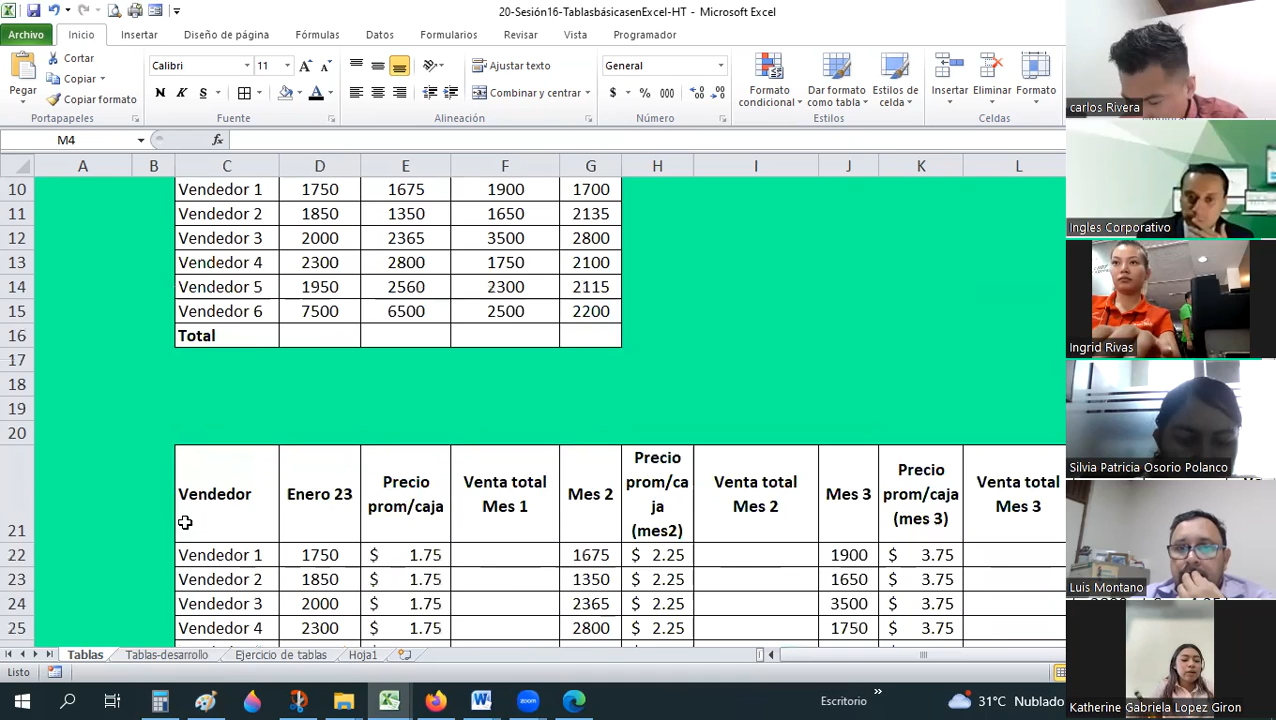 20-Sesión16-TablasbásicasenExcel-HT - Microsoft Excel
Archivo Inicio Insertar Diseño de página Fórmulas Datos Formularios Revisar Vista Programador
Pegar Cortar Copiar Copiar formato
Calibri 11
N K S
Ajustar texto
Combinar y centrar
General
$ % 000
Formato condicional Dar formato como tabla Estilos de celda
Insertar Eliminar Formato
Portapapeles Fuente Alineación Número Estilos Celdas
M4 fx
A B C D E F G H I J K L
10 Vendedor 1 1750 1675 1900 1700
11 Vendedor 2 1850 1350 1650 2135
12 Vendedor 3 2000 2365 3500 2800
13 Vendedor 4 2300 2800 1750 2100
14 Vendedor 5 1950 2560 2300 2115
15 Vendedor 6 7500 6500 2500 2200
16 Total
17
18
19
20
21 Vendedor Enero 23 Precio prom/caja Venta total Mes 1 Mes 2 Precio prom/ca ja (mes2) Venta total Mes 2 Mes 3 Precio prom/caja (mes 3) Venta total Mes 3
22 Vendedor 1 1750 $ 1.75 1675 $ 2.25 1900 $ 3.75
23 Vendedor 2 1850 $ 1.75 1350 $ 2.25 1650 $ 3.75
24 Vendedor 3 2000 $ 1.75 2365 $ 2.25 3500 $ 3.75
25 Vendedor 4 2300 $ 1.75 2800 $ 2.25 1750 $ 3.75
Tablas Tablas-desarrollo Ejercicio de tablas Hoja1
Listo
Escritorio » 31°C Nublado
carlos Rivera
Ingles Corporativo
Ingrid Rivas
Silvia Patricia Osorio Polanco
Luis Montano
Katherine Gabriela Lopez Giron